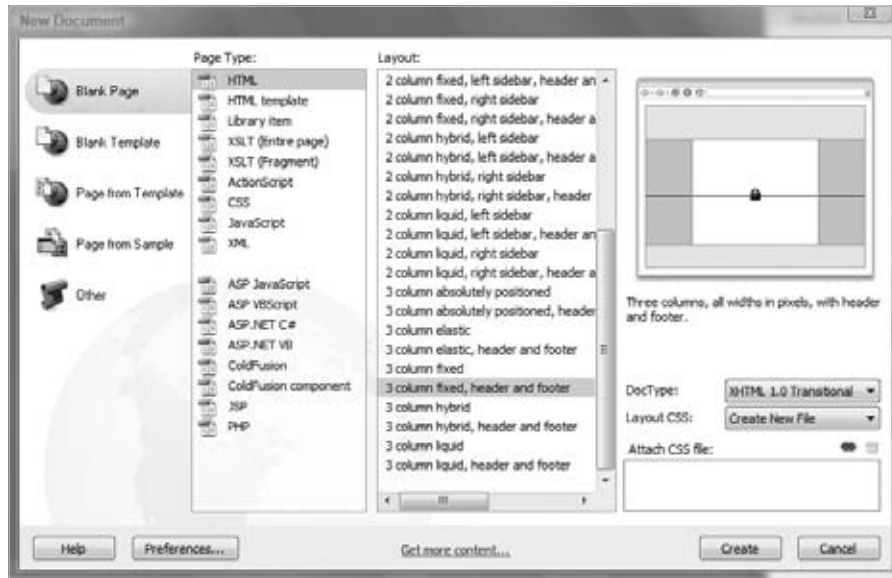 New Document
Blank Page
Blank Template
Page from Template
Page from Sample
Other
Page Type:
HTML
HTML template
Library item
XSLT (Entire page)
XSLT (Fragment)
ActionScript
CSS
JavaScript
XML
ASP JavaScript
ASP VBScript
ASP.NET C#
ASP.NET VB
ColdFusion
ColdFusion component
JSP
PHP
Layout:
2 column fixed, left sidebar, header an
2 column fixed, right sidebar
2 column fixed, right sidebar, header a
2 column hybrid, left sidebar
2 column hybrid, left sidebar, header a
2 column hybrid, right sidebar
2 column hybrid, right sidebar, header
2 column liquid, left sidebar
2 column liquid, left sidebar, header an
2 column liquid, right sidebar
2 column liquid, right sidebar, header a
3 column absolutely positioned
3 column absolutely positioned, header
3 column elastic
3 column elastic, header and footer
3 column fixed
3 column fixed, header and footer
3 column hybrid
3 column hybrid, header and footer
3 column liquid
3 column liquid, header and footer
Three columns, all widths in pixels, with header
and footer.
DocType: XHTML 1.0 Transitional
Layout CSS: Create New File
Attach CSS file:
Help Preferences... Get more content... Create Cancel